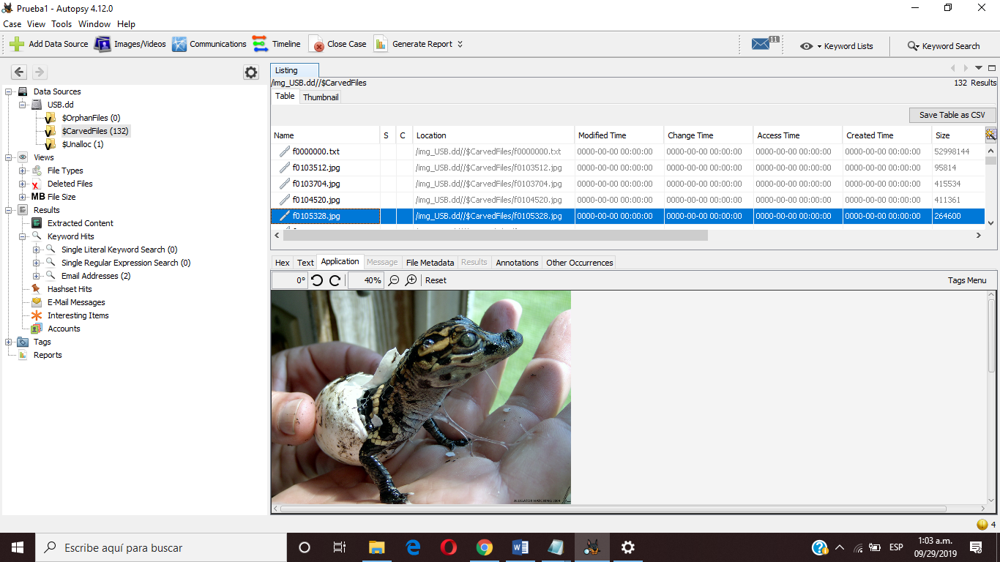 Prueba1 - Autopsy 4.12.0
Case View Tools Window Help
Add Data Source Images/Videos Communications Timeline Close Case Generate Report 11 Keyword Lists Keyword Search
Listing
/img_USB.dd//$CarvedFiles 132 Results
Table Thumbnail
Save Table as CSV
Name S C Location Modified Time Change Time Access Time Created Time Size
f0000000.txt /img_USB.dd//$CarvedFiles/f0000000.txt 0000-00-00 00:00:00 0000-00-00 00:00:00 0000-00-00 00:00:00 0000-00-00 00:00:00 52998144
f0103512.jpg /img_USB.dd//$CarvedFiles/f0103512.jpg 0000-00-00 00:00:00 0000-00-00 00:00:00 0000-00-00 00:00:00 0000-00-00 00:00:00 95814
f0103704.jpg /img_USB.dd//$CarvedFiles/f0103704.jpg 0000-00-00 00:00:00 0000-00-00 00:00:00 0000-00-00 00:00:00 0000-00-00 00:00:00 415534
f0104520.jpg /img_USB.dd//$CarvedFiles/f0104520.jpg 0000-00-00 00:00:00 0000-00-00 00:00:00 0000-00-00 00:00:00 0000-00-00 00:00:00 411361
f0105328.jpg /img_USB.dd//$CarvedFiles/f0105328.jpg 0000-00-00 00:00:00 0000-00-00 00:00:00 0000-00-00 00:00:00 0000-00-00 00:00:00 264600
Data Sources
USB.dd
$OrphanFiles (0)
$CarvedFiles (132)
$Unalloc (1)
Views
File Types
Deleted Files
MB File Size
Results
Extracted Content
Keyword Hits
Single Literal Keyword Search (0)
Single Regular Expression Search (0)
Email Addresses (2)
Hashset Hits
E-Mail Messages
Interesting Items
Accounts
Tags
Reports
Hex Text Application Message File Metadata Results Annotations Other Occurrences
0° 40% Reset Tags Menu
ALLIGATOR HATCHING
4
Escribe aquí para buscar
ESP
1:03 a.m.
09/29/2019